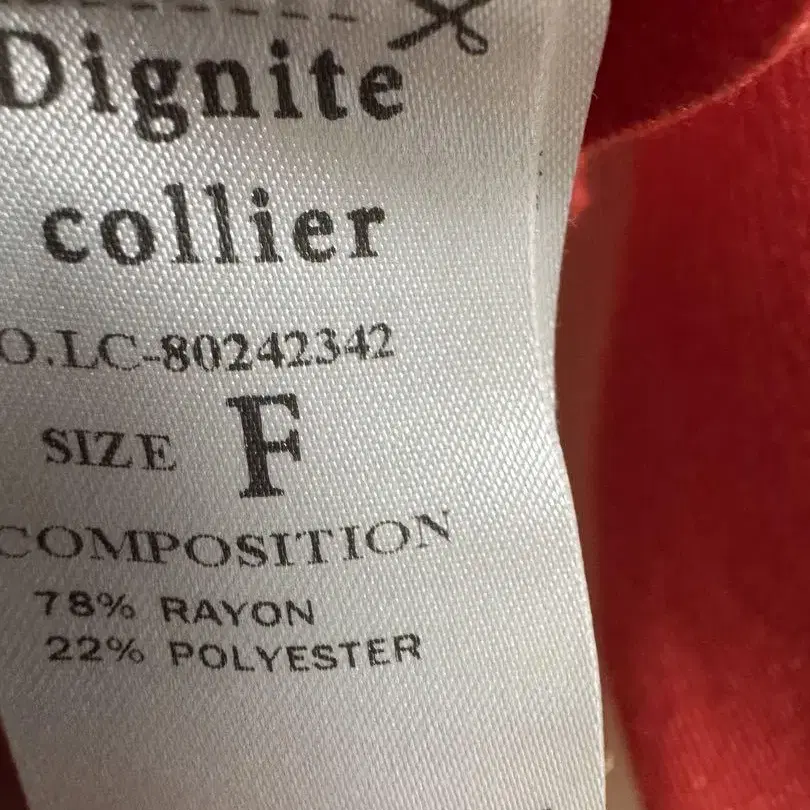 Dignite
collier
O.LC-80242342
SIZE F
COMPOSITION
78% RAYON
22% POLYESTER